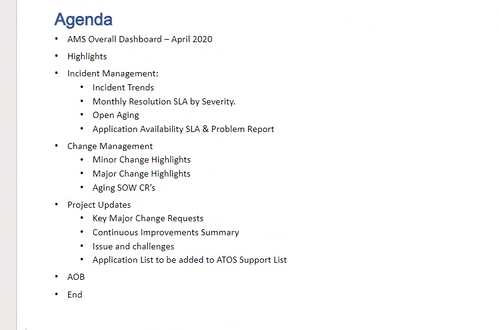 Agenda
• AMS Overall Dashboard – April 2020
• Highlights
• Incident Management:
• Incident Trends
• Monthly Resolution SLA by Severity.
• Open Aging
• Application Availability SLA & Problem Report
• Change Management
• Minor Change Highlights
• Major Change Highlights
• Aging SOW CR's
• Project Updates
• Key Major Change Requests
• Continuous Improvements Summary
• Issue and challenges
• Application List to be added to ATOS Support List
• AOB
• End